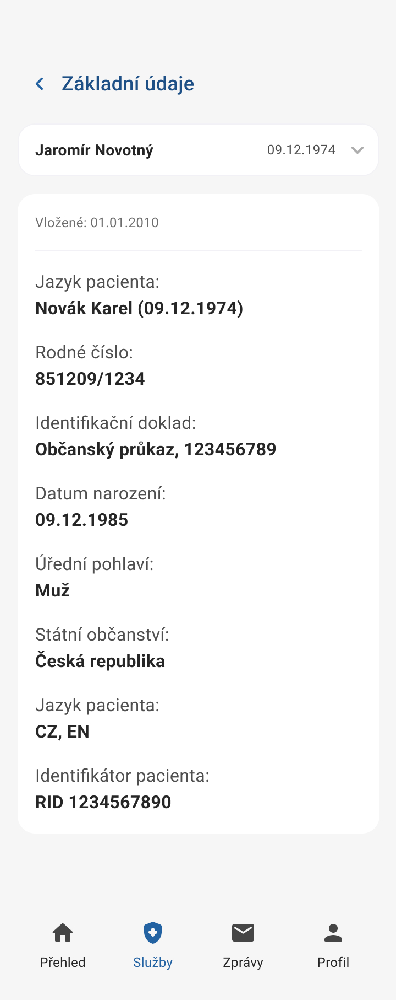 Základní údaje
Jaromír Novotný 09.12.1974
Vložené: 01.01.2010
Jazyk pacienta:
Novák Karel (09.12.1974)
Rodné číslo:
851209/1234
Identifikační doklad:
Občanský průkaz, 123456789
Datum narození:
09.12.1985
Úřední pohlaví:
Muž
Státní občanství:
Česká republika
Jazyk pacienta:
CZ, EN
Identifikátor pacienta:
RID 1234567890
Přehled Služby Zprávy Profil